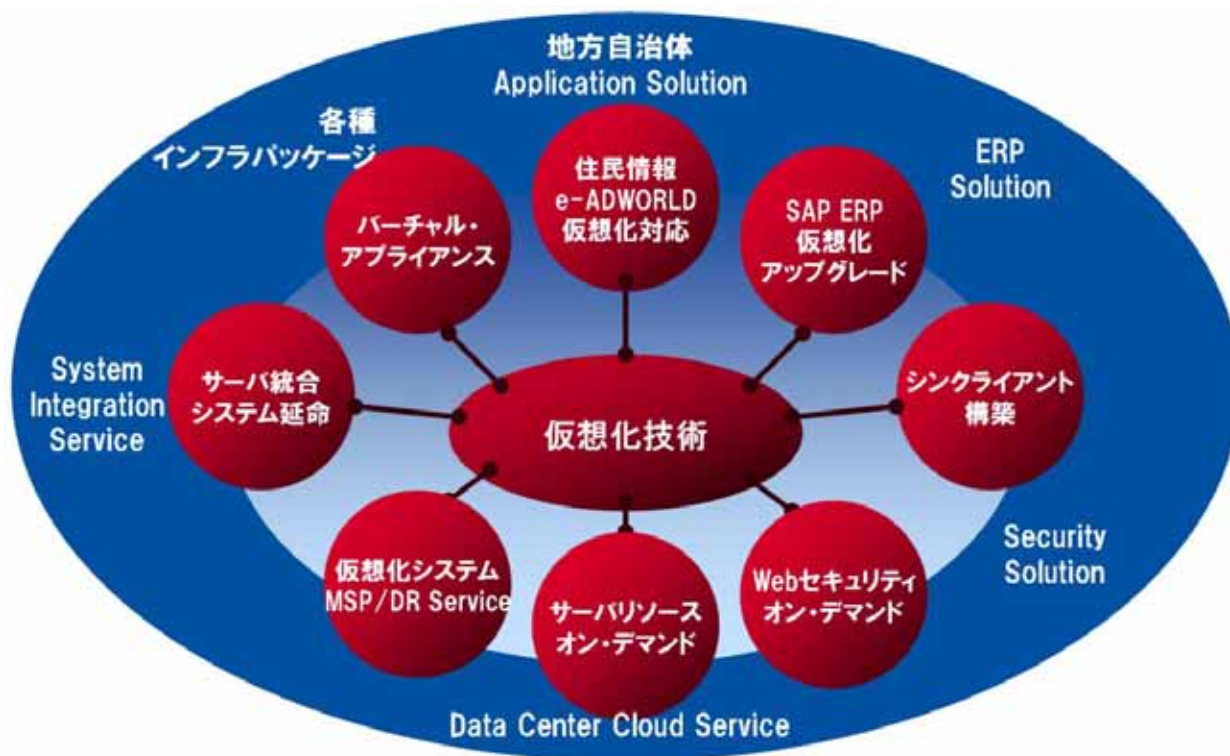 地方自治体
Application Solution
各種
インフラパッケージ
ERP
Solution
住民情報
e-ADWORLD
仮想化対応
バーチャル・
アプライアンス
SAP ERP
仮想化
アップグレード
System
Integration
Service
サーバ統合
システム延命
シンクライアント
構築
仮想化技術
Security
Solution
仮想化システム
MSP/DR Service
サーバリソース
オン・デマンド
Webセキュリティ
オン・デマンド
Data Center Cloud Service